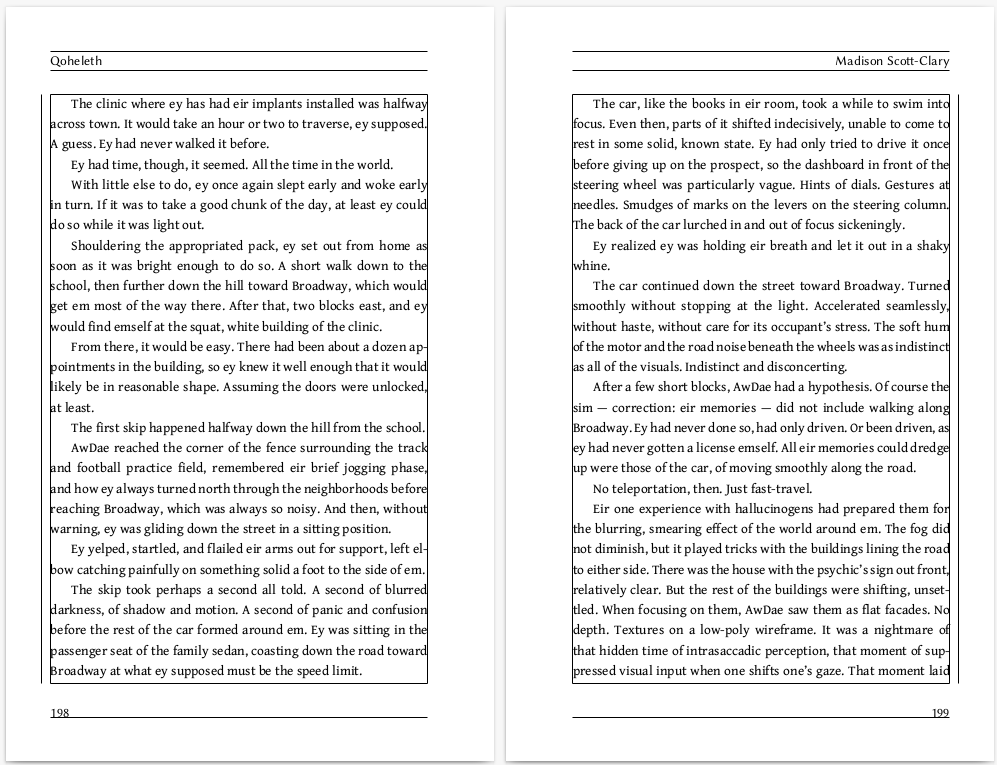 Qoheleth
The clinic where ey has had eir implants installed was halfway
across town. It would take an hour or two to traverse, ey supposed.
A guess. Ey had never walked it before.
Ey had time, though, it seemed. All the time in the world.
With little else to do, ey once again slept early and woke early
in turn. If it was to take a good chunk of the day, at least ey could
do so while it was light out.
Shouldering the appropriated pack, ey set out from home as
soon as it was bright enough to do so. A short walk down to the
school, then further down the hill toward Broadway, which would
get em most of the way there. After that, two blocks east, and ey
would find emself at the squat, white building of the clinic.
From there, it would be easy. There had been about a dozen ap-
pointments in the building, so ey knew it well enough that it would
likely be in reasonable shape. Assuming the doors were unlocked,
at least.
The first skip happened halfway down the hill from the school.
AwDae reached the corner of the fence surrounding the track
and football practice field, remembered eir brief jogging phase,
and how ey always turned north through the neighborhoods before
reaching Broadway, which was always so noisy. And then, without
warning, ey was gliding down the street in a sitting position.
Ey yelped, startled, and flailed eir arms out for support, left el-
bow catching painfully on something solid a foot to the side of em.
The skip took perhaps a second all told. A second of blurred
darkness, of shadow and motion. A second of panic and confusion
before the rest of the car formed around em. Ey was sitting in the
passenger seat of the family sedan, coasting down the road toward
Broadway at what ey supposed must be the speed limit.
198
Madison Scott-Clary
The car, like the books in eir room, took a while to swim into
focus. Even then, parts of it shifted indecisively, unable to come to
rest in some solid, known state. Ey had only tried to drive it once
before giving up on the prospect, so the dashboard in front of the
steering wheel was particularly vague. Hints of dials. Gestures at
needles. Smudges of marks on the levers on the steering column.
The back of the car lurched in and out of focus sickeningly.
Ey realized ey was holding eir breath and let it out in a shaky
whine.
The car continued down the street toward Broadway. Turned
smoothly without stopping at the light. Accelerated seamlessly,
without haste, without care for its occupant's stress. The soft hum
of the motor and the road noise beneath the wheels was as indistinct
as all of the visuals. Indistinct and disconcerting.
After a few short blocks, AwDae had a hypothesis. Of course the
sim — correction: eir memories — did not include walking along
Broadway. Ey had never done so, had only driven. Or been driven, as
ey had never gotten a license emself. All eir memories could dredge
up were those of the car, of moving smoothly along the road.
No teleportation, then. Just fast-travel.
Eir one experience with hallucinogens had prepared em for
the blurring, smearing effect of the world around em. The fog did
not diminish, but it played tricks with the buildings lining the road
to either side. There was the house with the psychic's sign out front,
relatively clear. But the rest of the buildings were shifting, unset-
tled. When focusing on them, AwDae saw them as flat facades. No
depth. Textures on a low-poly wireframe. It was a nightmare of
that hidden time of intrasaccadic perception, that moment of sup-
pressed visual input when one shifts one's gaze. That moment laid
199